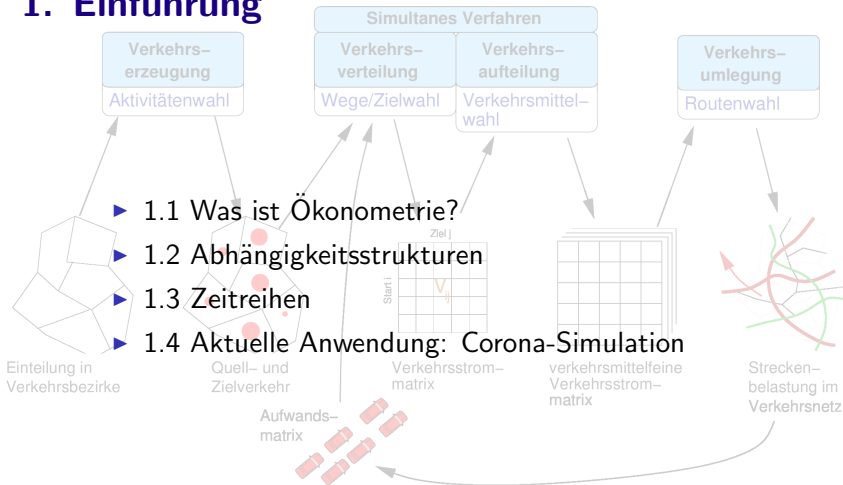 1. Einführung
Simultanes Verfahren
Verkehrs–
erzeugung
Aktivitätenwahl
Verkehrs–
verteilung
Wege/Zielwahl
Verkehrs–
aufteilung
Verkehrsmittel–
wahl
Verkehrs–
umlegung
Routenwahl
▶ 1.1 Was ist Ökonometrie?
▶ 1.2 Abhängigkeitsstrukturen
▶ 1.3 Zeitreihen
▶ 1.4 Aktuelle Anwendung: Corona-Simulation
Ziel j
Start i
V ij
Einteilung in
Verkehrsbezirke
Quell– und
Zielverkehr
Verkehrsstrom–
matrix
verkehrsmittelfeine
Verkehrsstrom–
matrix
Strecken–
belastung im
Verkehrsnetz
Aufwands–
matrix